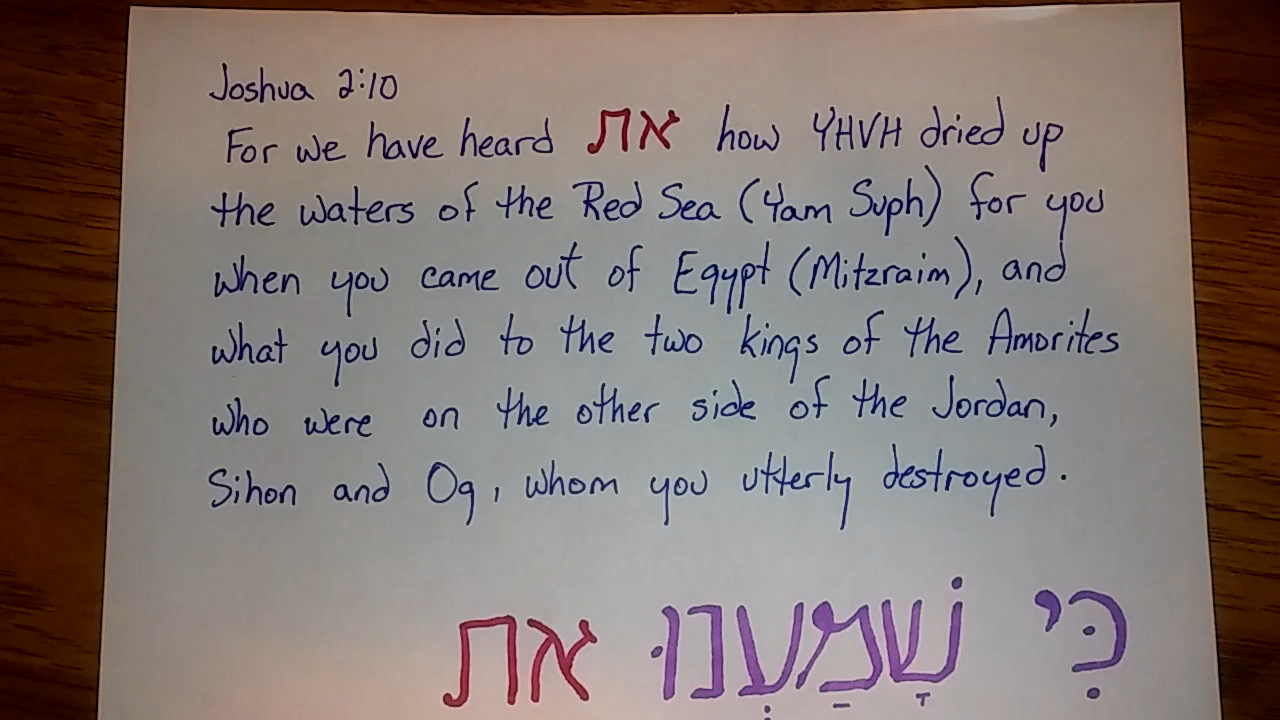 Joshua 2:10
For we have heard את how YHVH dried up
the waters of the Red Sea (Yam Suph) for you
when you came out of Egypt (Mitzraim), and
what you did to the two kings of the Amorites
who were on the other side of the Jordan,
Sihon and Og, whom you utterly destroyed.
כִּי שָׁמַעְנוּ את